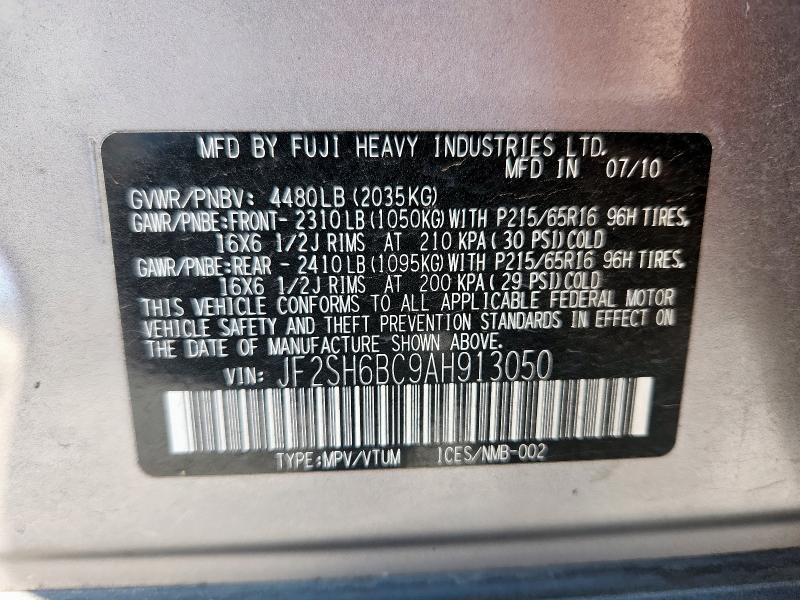 MFD BY FUJI HEAVY INDUSTRIES LTD.
MFD IN 07/10
GVWR/PNBV: 4480LB (2035KG)
GAWR/PNBE:FRONT- 2310LB (1050KG)WITH P215/65R16 96H TIRES,
16X6 1/2J RIMS AT 210 KPA (30 PSI)COLD
GAWR/PNBE:REAR - 2410LB (1095KG)WITH P215/65R16 96H TIRES,
16X6 1/2J RIMS AT 200 KPA (29 PSI)COLD
THIS VEHICLE CONFORMS TO ALL APPLICABLE FEDERAL MOTOR
VEHICLE SAFETY AND THEFT PREVENTION STANDARDS IN EFFECT ON
THE DATE OF MANUFACTURE SHOWN ABOVE.
VIN: JF2SH6BC9AH913050
TYPE:MPV/VTUM ICES/NMB-002